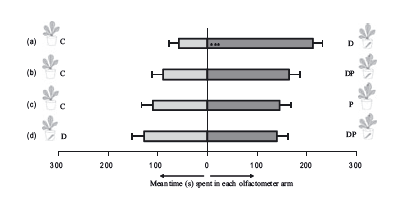 (a) C *** D
(b) C DP
(c) C P
(d) D DP
300 200 100 0 100 200 300
Mean time (s) spent in each olfactometer arm